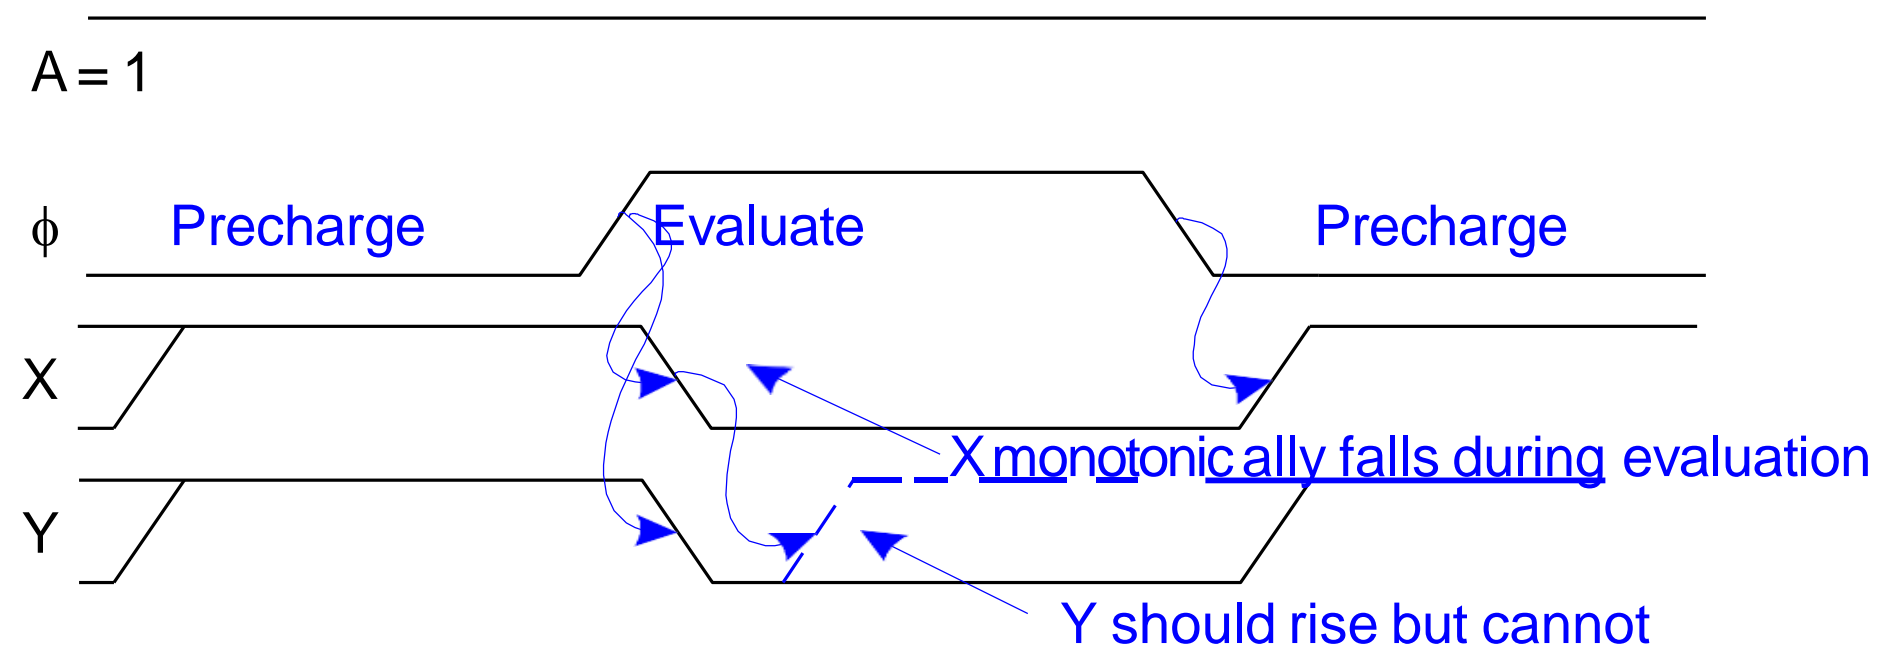 A = 1
ϕ Precharge Evaluate Precharge
X
X monotonically falls during evaluation
Y
Y should rise but cannot